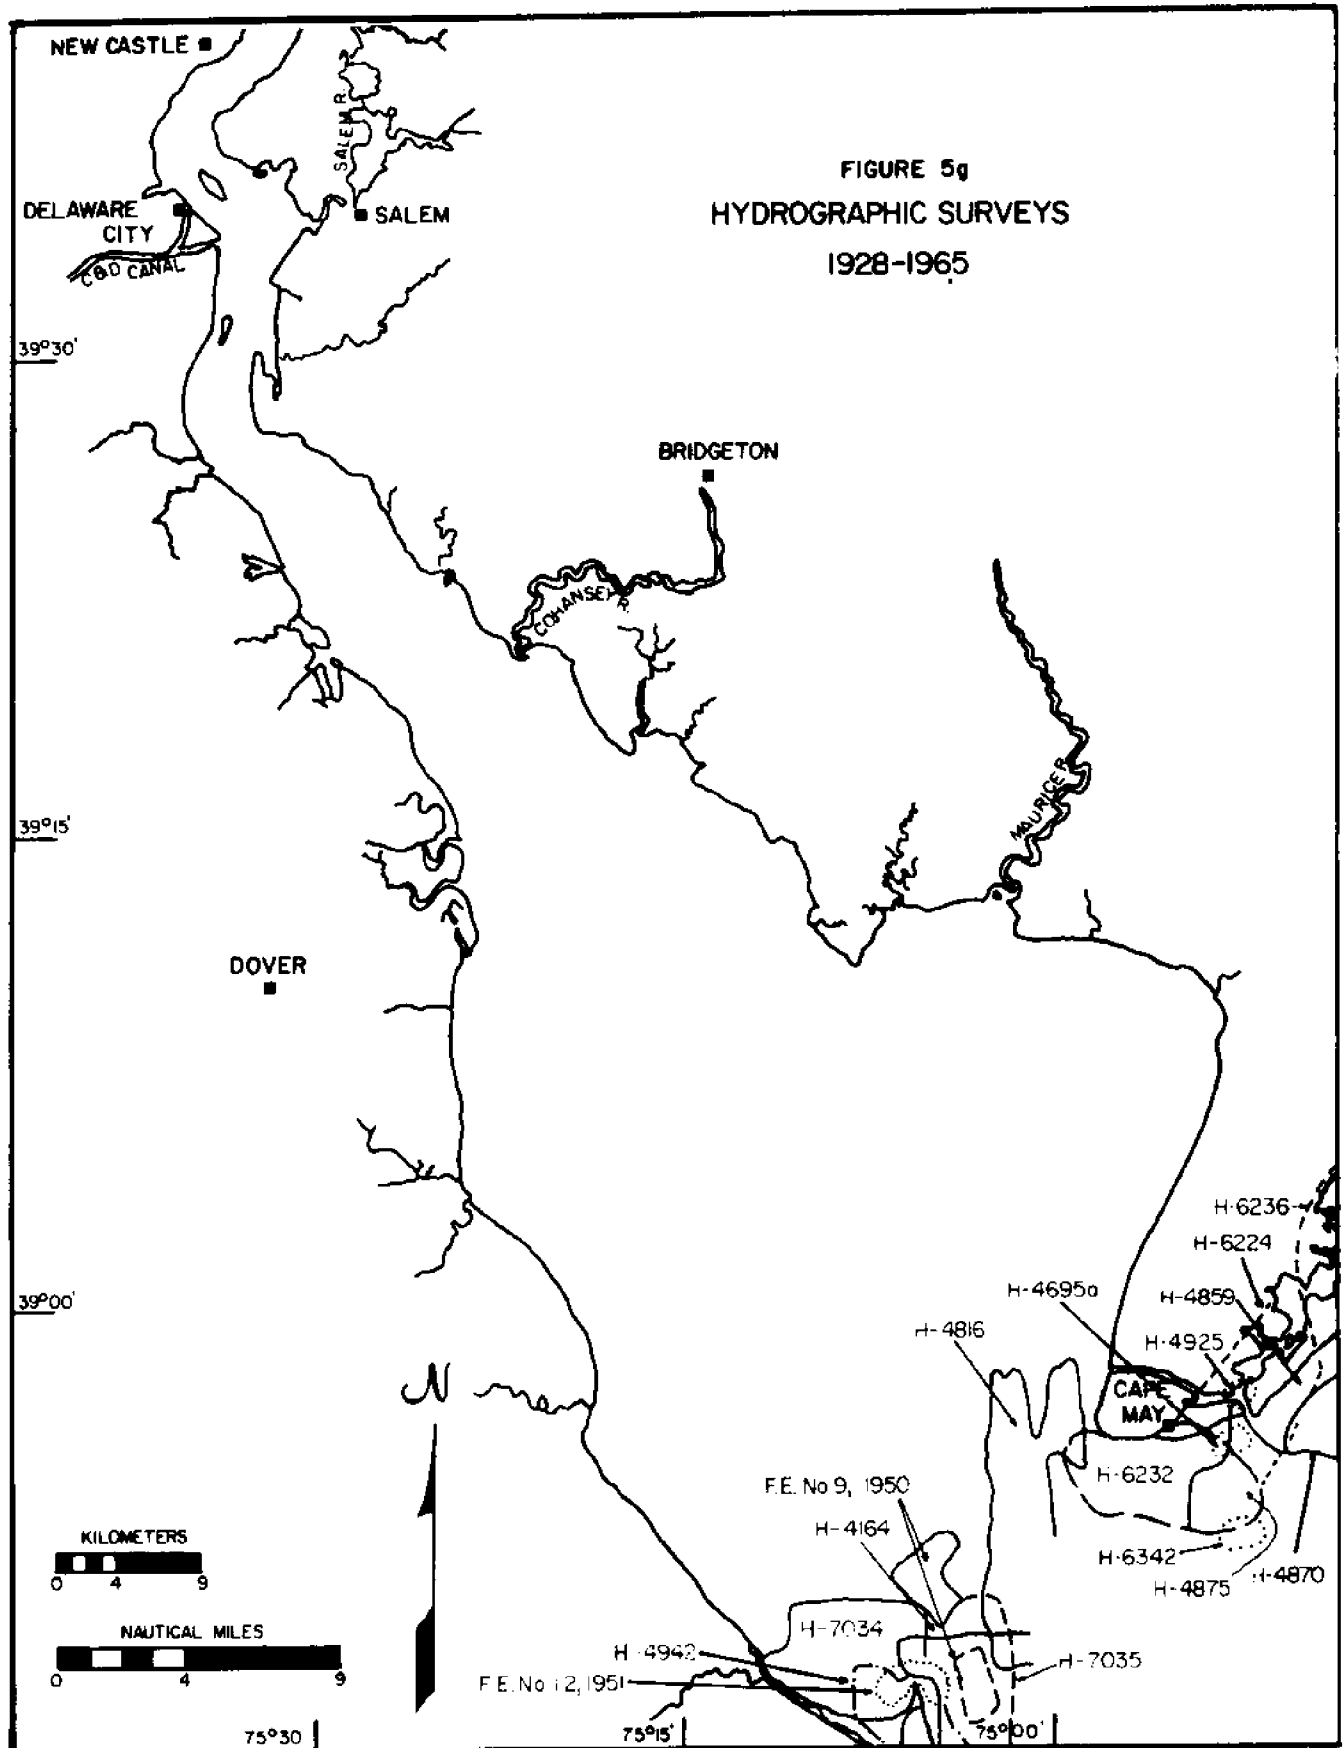 NEW CASTLE
SALEM R.
FIGURE 5g
HYDROGRAPHIC SURVEYS
1928-1965
DELAWARE
CITY
SALEM
C&D CANAL
39°30'
BRIDGETON
COHANSEY R.
MAURICE R.
39°15'
DOVER
H-6236
H-6224
H-4695a
H-4859
39°00'
H-4816
H-4925
N
CAPE
MAY
H-6232
F.E. No 9, 1950
H-4164
KILOMETERS
0 4 9
H-6342
H-4875
H-4870
NAUTICAL MILES
0 4 9
H-7034
H-4942
H-7035
F.E. No 12, 1951
75°30'
75°15'
75°00'